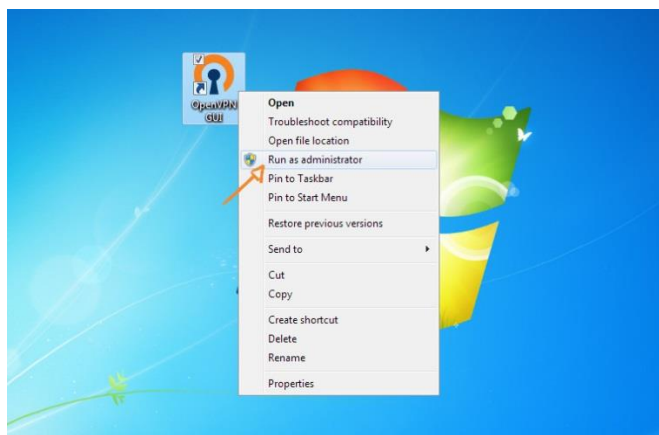 OpenVPN
GUI
Open
Troubleshoot compatibility
Open file location
Run as administrator
Pin to Taskbar
Pin to Start Menu
Restore previous versions
Send to
Cut
Copy
Create shortcut
Delete
Rename
Properties